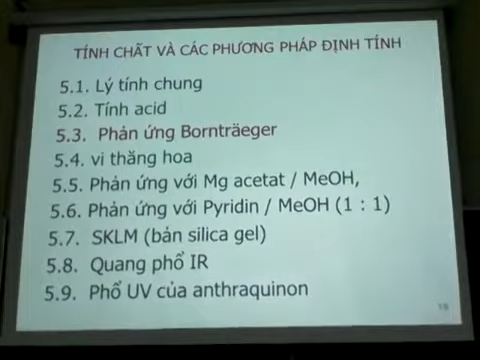 TÍNH CHẤT VÀ CÁC PHƯƠNG PHÁP ĐỊNH TÍNH
5.1. Lý tính chung
5.2. Tính acid
5.3. Phản ứng Bornträeger
5.4. vi thăng hoa
5.5. Phản ứng với Mg acetat / MeOH,
5.6. Phản ứng với Pyridin / MeOH (1 : 1)
5.7. SKLM (bản silica gel)
5.8. Quang phổ IR
5.9. Phổ UV của anthraquinon